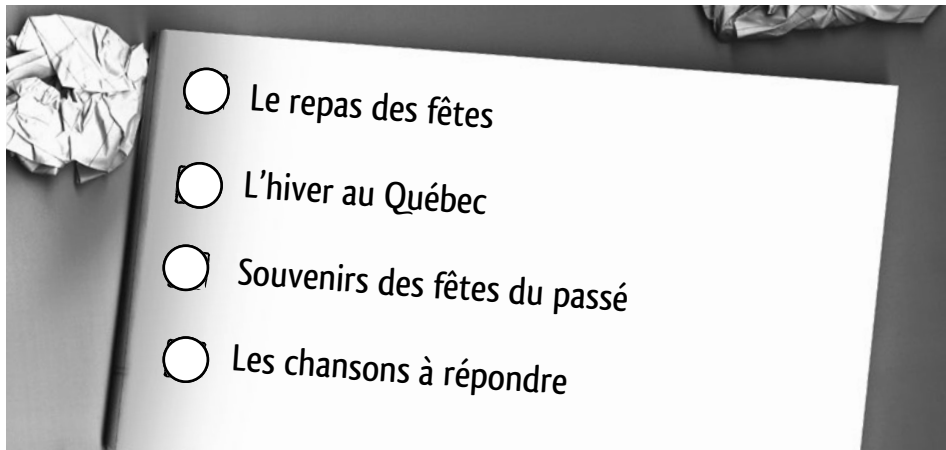 Le repas des fêtes
L'hiver au Québec
Souvenirs des fêtes du passé
Les chansons à répondre